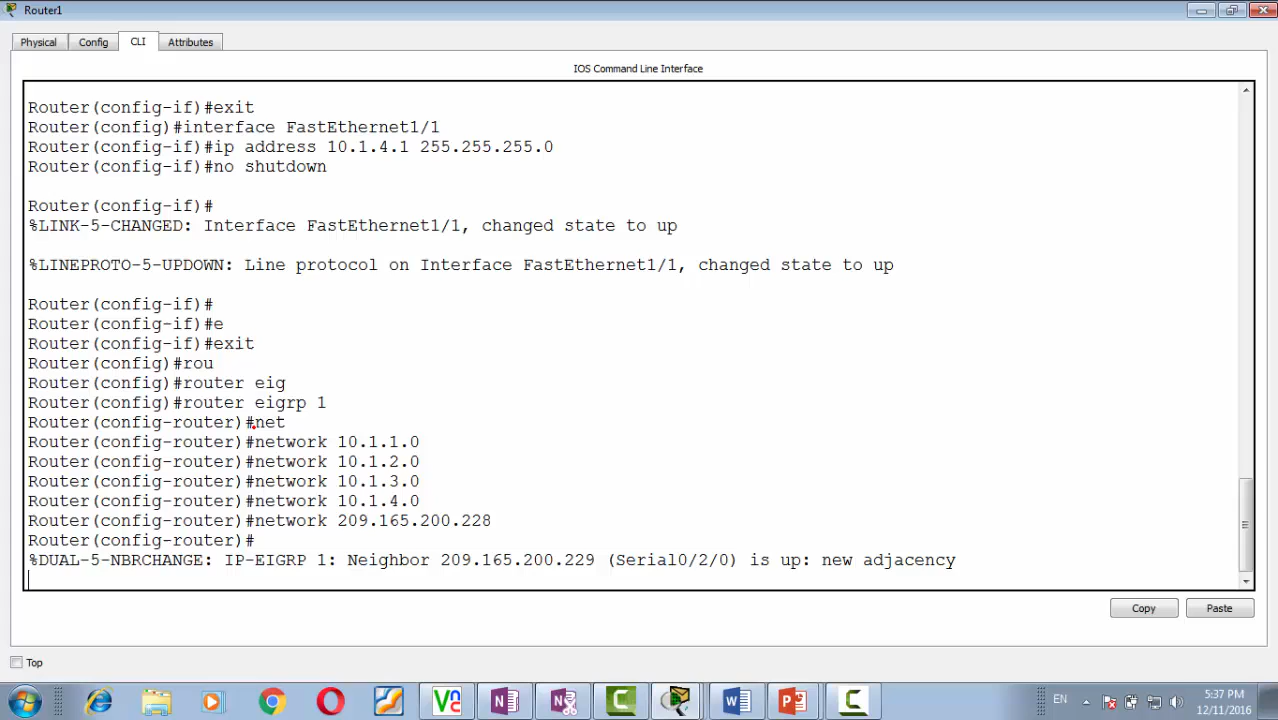 Router1
Physical Config CLI Attributes
IOS Command Line Interface
Router(config-if)#exit
Router(config)#interface FastEthernet1/1
Router(config-if)#ip address 10.1.4.1 255.255.255.0
Router(config-if)#no shutdown
Router(config-if)#
%LINK-5-CHANGED: Interface FastEthernet1/1, changed state to up
%LINEPROTO-5-UPDOWN: Line protocol on Interface FastEthernet1/1, changed state to up
Router(config-if)#
Router(config-if)#e
Router(config-if)#exit
Router(config)#rou
Router(config)#router eig
Router(config)#router eigrp 1
Router(config-router)#net
Router(config-router)#network 10.1.1.0
Router(config-router)#network 10.1.2.0
Router(config-router)#network 10.1.3.0
Router(config-router)#network 10.1.4.0
Router(config-router)#network 209.165.200.228
Router(config-router)#
%DUAL-5-NBRCHANGE: IP-EIGRP 1: Neighbor 209.165.200.229 (Serial0/2/0) is up: new adjacency
Copy Paste
Top
EN
5:37 PM
12/11/2016